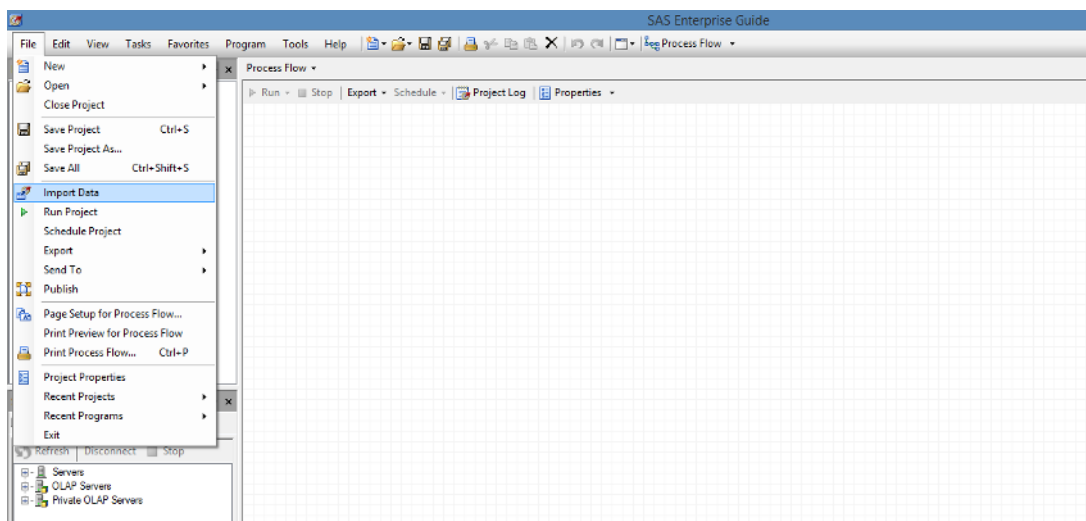 SAS Enterprise Guide
File Edit View Tasks Favorites Program Tools Help Process Flow
New
Open
Close Project
Save Project Ctrl+S
Save Project As...
Save All Ctrl+Shift+S
Import Data
Run Project
Schedule Project
Export
Send To
Publish
Page Setup for Process Flow...
Print Preview for Process Flow
Print Process Flow... Ctrl+P
Project Properties
Recent Projects
Recent Programs
Exit
Process Flow
Run Stop Export Schedule Project Log Properties
Refresh Disconnect Stop
Servers
OLAP Servers
Private OLAP Servers